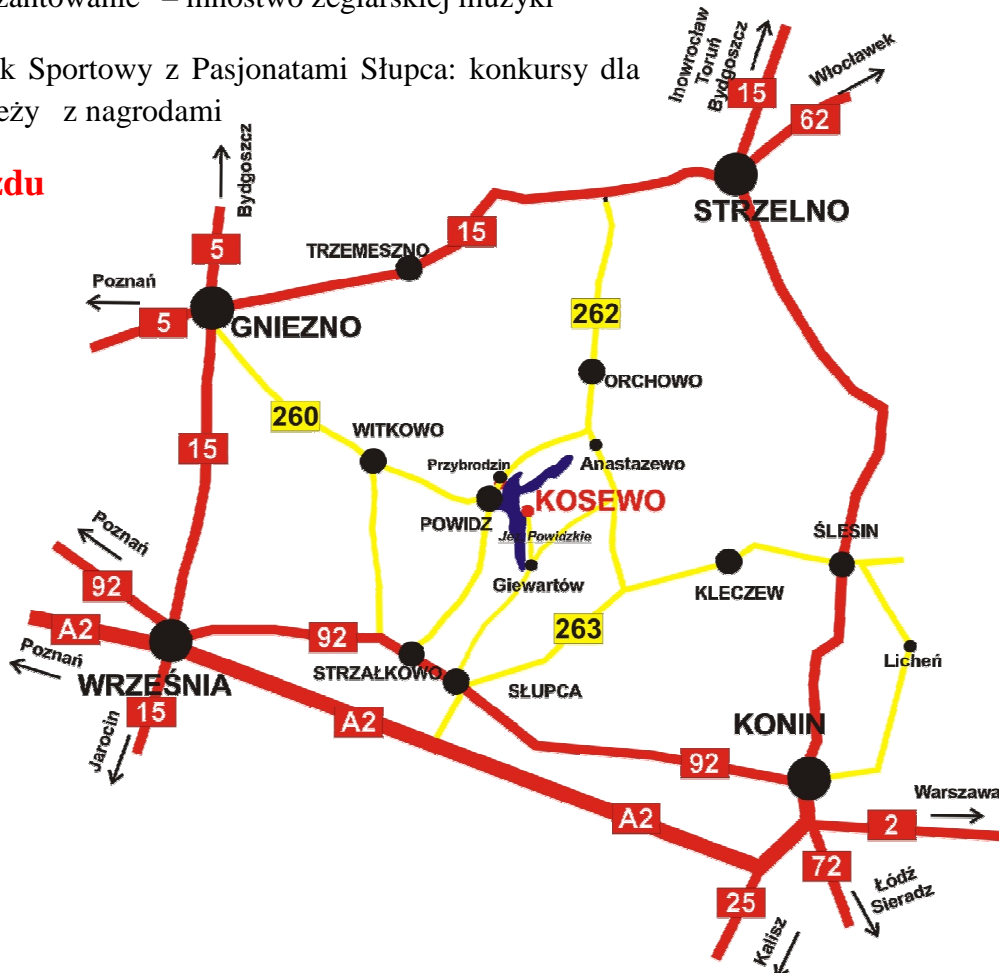 – mnóstwo żeglarskiej muzyki
k Sportowy z Pasjonatami Słupca: konkursy dla
z nagrodami
Inowrocław
Toruń
Bydgoszcz
15
Włocławek
62
STRZELNO
Bydgoszcz
5
TRZEMESZNO
15
Poznań
5
GNIEZNO
262
ORCHOWO
260
WITKOWO
15
Przybrodzin
Anastazewo
KOSEWO
POWIDZ
Jez. Powidzkie
Giewartów
ŚLESIN
KLECZEW
Poznań
92
A2
Poznań
WRZEŚNIA
92
STRZAŁKOWO
263
SŁUPCA
Licheń
15
Jarocin
A2
KONIN
92
Warszawa
A2
2
72
Łódź
Sieradz
25
Kalisz